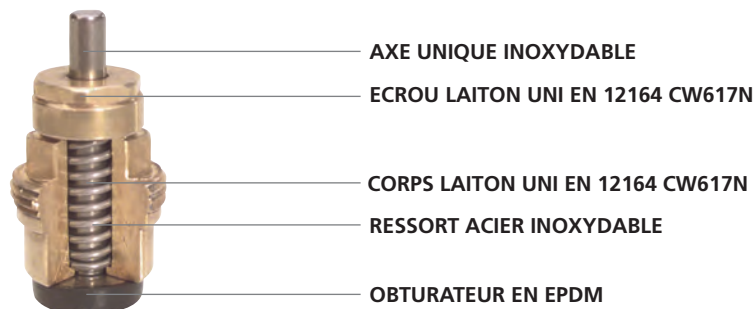 AXE UNIQUE INOXYDABLE
ECROU LAITON UNI EN 12164 CW617N
CORPS LAITON UNI EN 12164 CW617N
RESSORT ACIER INOXYDABLE
OBTURATEUR EN EPDM